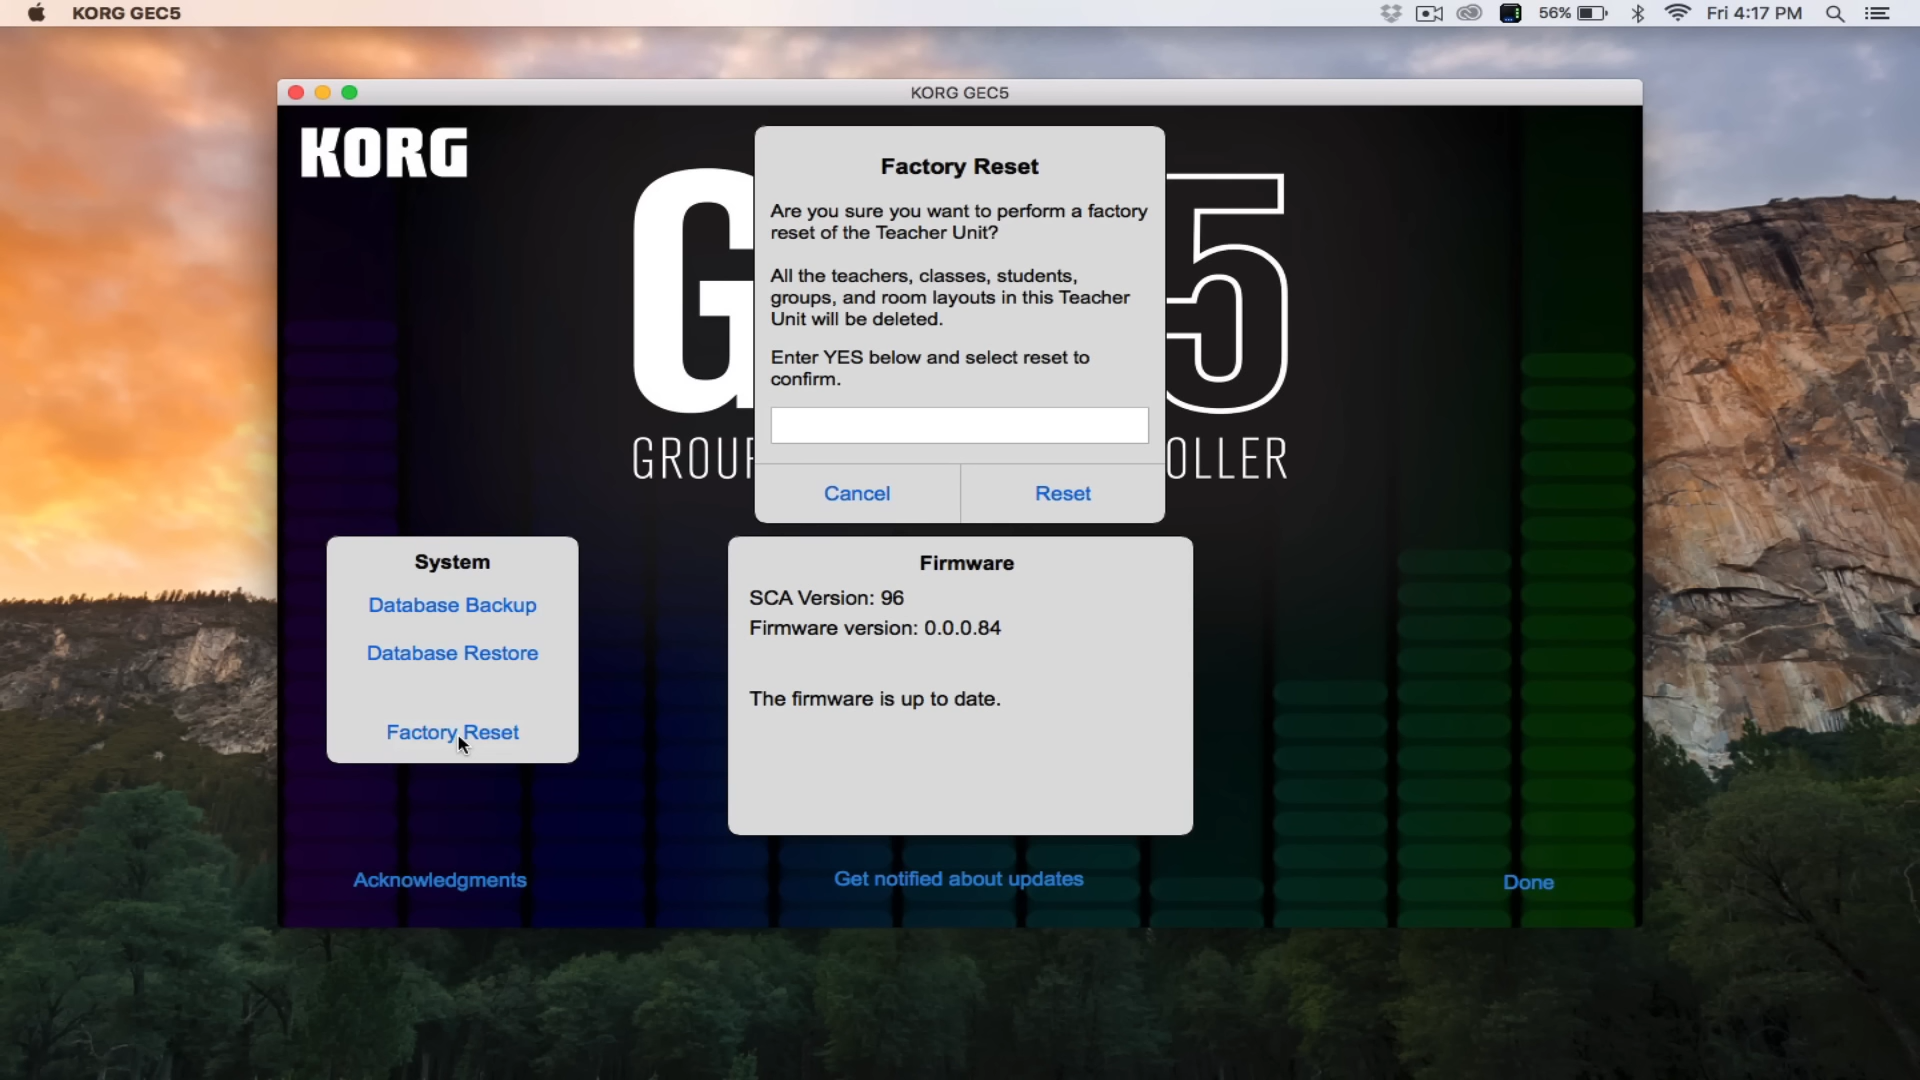 KORG GEC5
56%
Fri 4:17 PM
KORG GEC5
KORG
G 5
GROUP OLLER
Factory Reset
Are you sure you want to perform a factory
reset of the Teacher Unit?
All the teachers, classes, students,
groups, and room layouts in this Teacher
Unit will be deleted.
Enter YES below and select reset to
confirm.
Cancel
Reset
System
Database Backup
Database Restore
Factory Reset
Firmware
SCA Version: 96
Firmware version: 0.0.0.84
The firmware is up to date.
Acknowledgments
Get notified about updates
Done